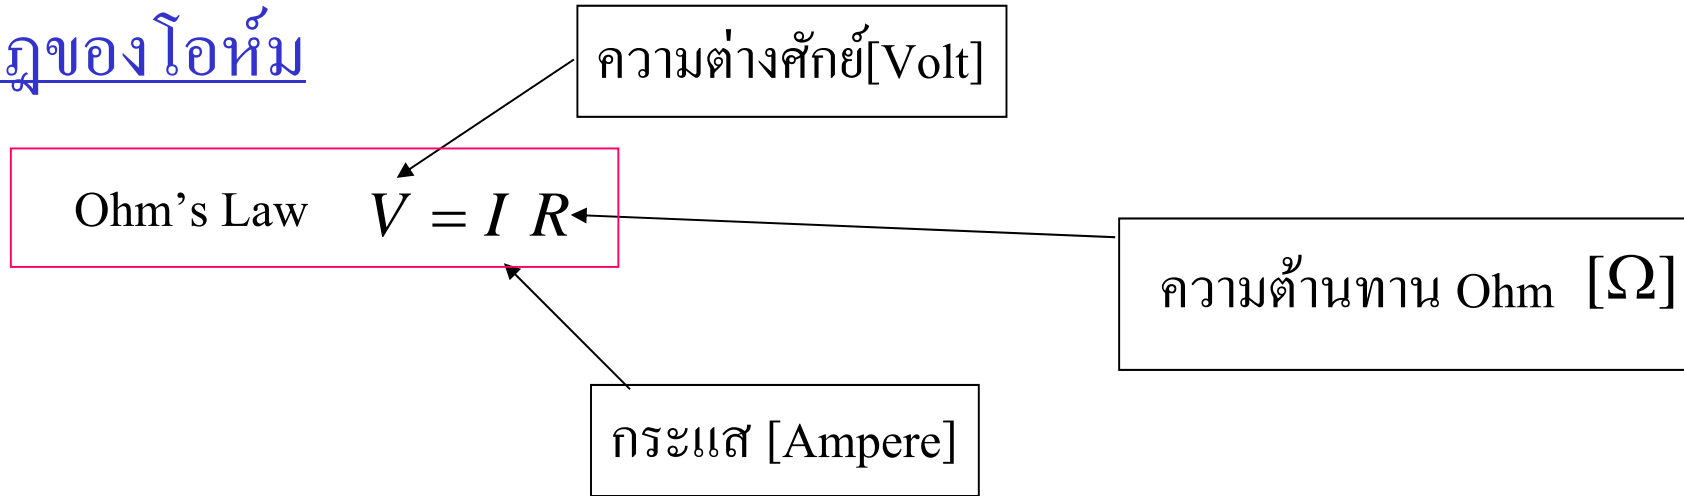 ฎของโอห์ม
ความต่างศักย์[Volt]
Ohm's Law V = I R
ความต้านทาน Ohm [Ω]
กระแส [Ampere]